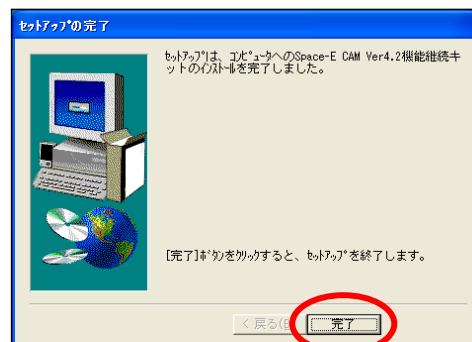 ｾｯﾄｱｯﾌﾟの完了
ｾｯﾄｱｯﾌﾟは、ｺﾝﾋﾟｭｰﾀへのSpace-E CAM Ver4.2機能継続キ
ットのｲﾝｽﾄｰﾙを完了しました。
[完了]ﾎﾞﾀﾝをｸﾘｯｸすると、ｾｯﾄｱｯﾌﾟを終了します。
< 戻る(B
完了